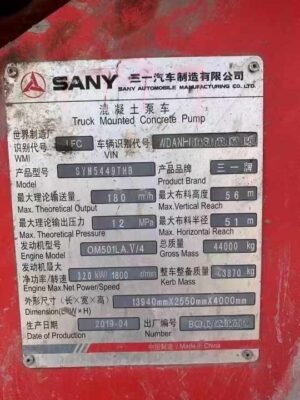 SANY 三一汽车制造有限公司
SANY AUTOMOBILE MANUFACTURING CO.,LTD
混凝土泵车
Truck Mounted Concrete Pump
世界制造厂
识别代号 LFC 车辆识别代号
WMI VIN
产品型号 SYM5449THB 产品品牌 三一牌
Model Product Brand
最大理论输送量 180 m³/h 最大布料高度 56 m
Max. Theoretical Output Max. Vertical Reach
最大理论输出压力 12 MPa 最大布料半径 51 m
Max. Theoretical Pressure Max. Horizontal Reach
发动机型号 OM501LA.V/4 总质量 44000 kg
Engine Model Gross Mass
发动机最大
净功率/转速 320 kW/ 1800 r/min 整车整备质量 43870 kg
Engine Max.Net Power/Speed Kerb Mass
外形尺寸(长×宽×高) 13940mmX2550mmX4000mm
Dimension(L×W×H)
生产日期 2019-04 出厂编号
Date of Production No.
中国制造 / Made in China